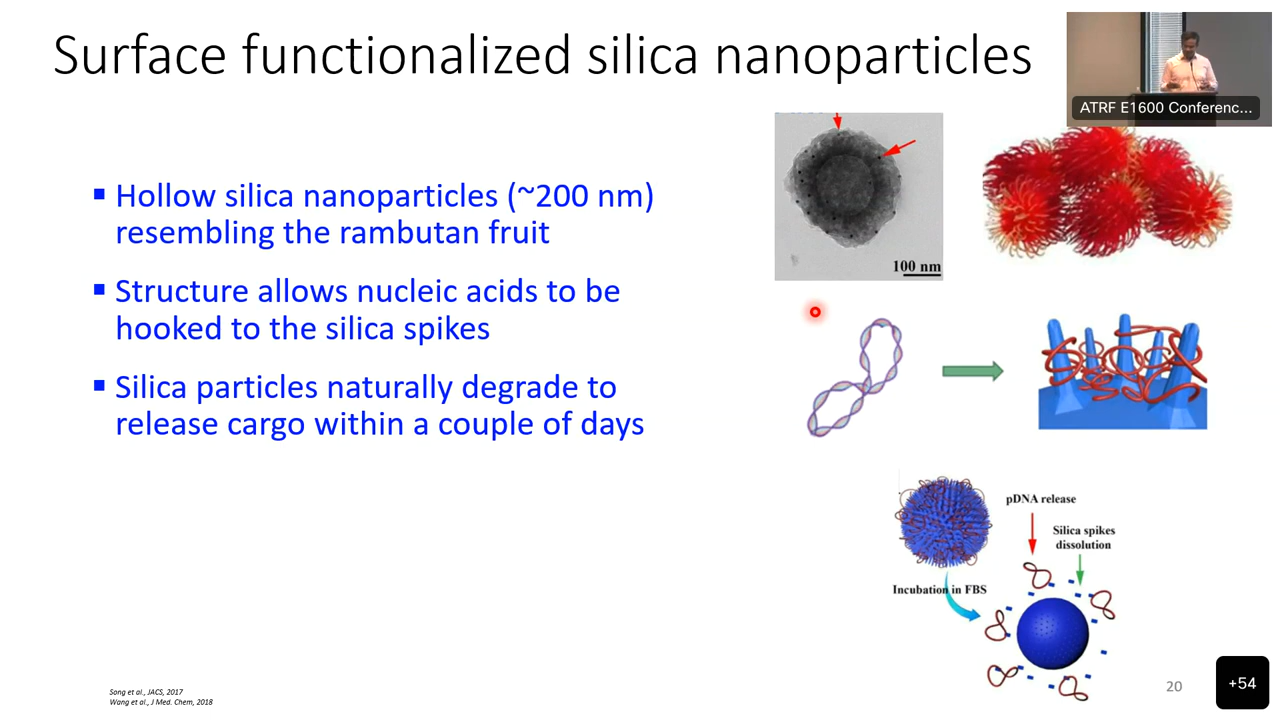 Surface functionalized silica nanoparticles
ATRF E1600 Conferenc...
▪ Hollow silica nanoparticles (~200 nm)
resembling the rambutan fruit
▪ Structure allows nucleic acids to be
hooked to the silica spikes
▪ Silica particles naturally degrade to
release cargo within a couple of days
100 nm
pDNA release
Silica spikes
dissolution
Incubation in FBS
Song et al., JACS, 2017
Wang et al., J Med. Chem, 2018
20
+54